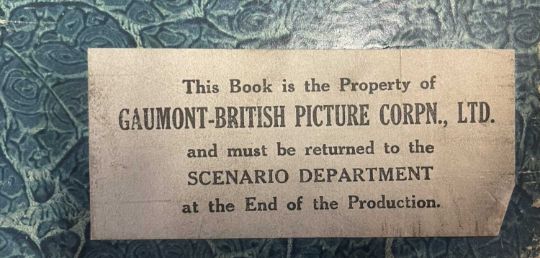 This Book is the Property of
GAUMONT-BRITISH PICTURE CORPN., LTD.
and must be returned to the
SCENARIO DEPARTMENT
at the End of the Production.